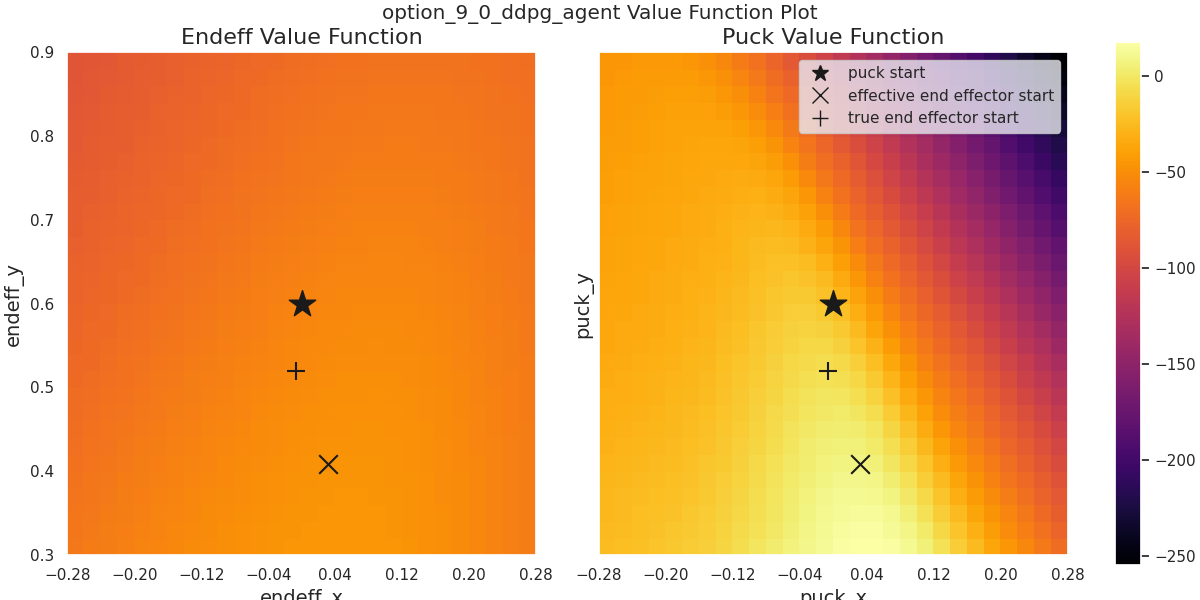 option_9_0_ddpg_agent Value Function Plot
Endeff Value Function
Puck Value Function
puck start
effective end effector start
true end effector start
0.9
0.8
0.7
0.6
0.5
0.4
0.3
endeff_y
−0.28 −0.20 −0.12 −0.04 0.04 0.12 0.20 0.28
endeff_x
puck_y
−0.28 −0.20 −0.12 −0.04 0.04 0.12 0.20 0.28
puck_x
0
−50
−100
−150
−200
−250